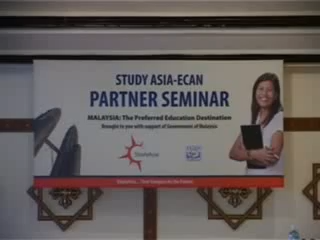 STUDY ASIA-ECAN
PARTNER SEMINAR
MALAYSIA: The Preferred Education Destination
Brought to you with support of Government of Malaysia
StudyAsia